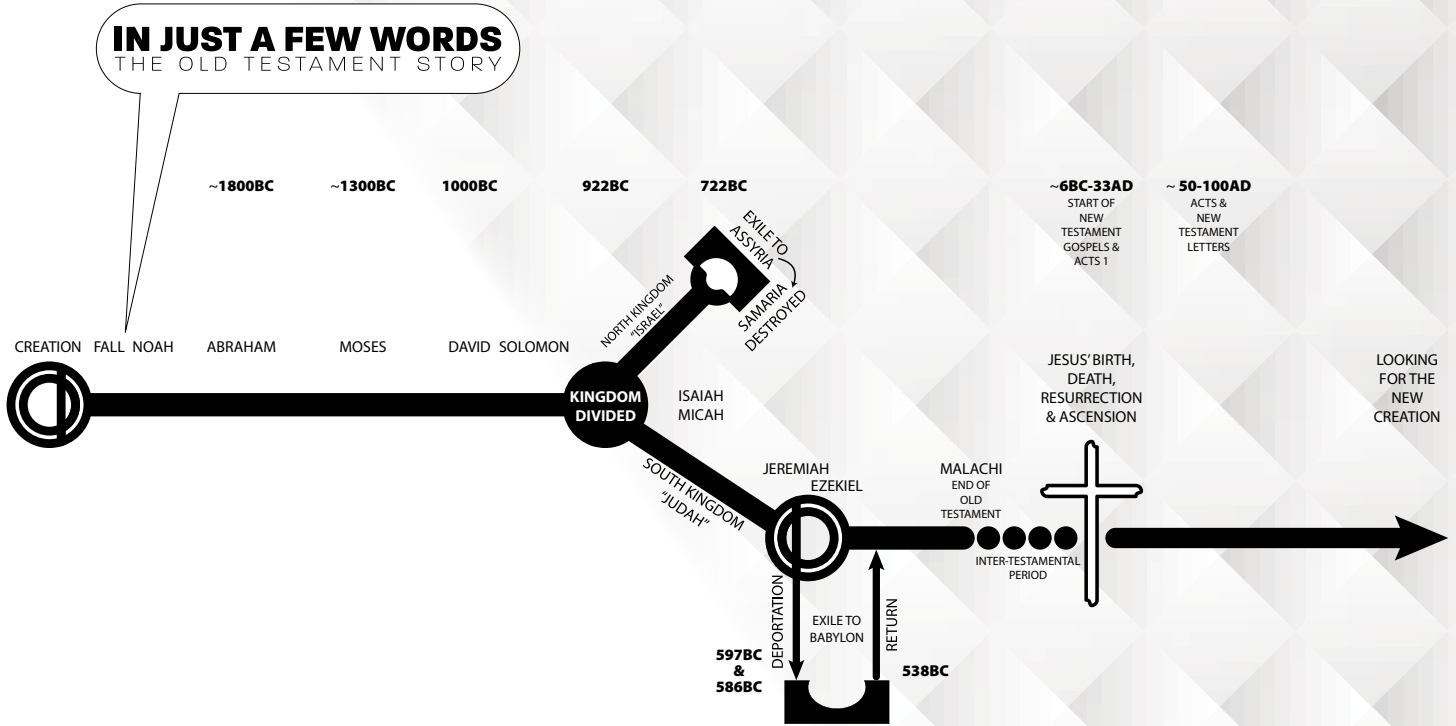 IN JUST A FEW WORDS
THE OLD TESTAMENT STORY
~1800BC
~1300BC
1000BC
922BC
722BC
~6BC-33AD
START OF
NEW
TESTAMENT
GOSPELS &
ACTS 1
~ 50-100AD
ACTS &
NEW
TESTAMENT
LETTERS
EXILE TO
ASSYRIA
SAMARIA
DESTROYED
NORTH KINGDOM
"ISRAEL"
CREATION
FALL NOAH
ABRAHAM
MOSES
DAVID SOLOMON
KINGDOM
DIVIDED
ISAIAH
MICAH
SOUTH KINGDOM
"JUDAH"
JEREMIAH
EZEKIEL
MALACHI
END OF
OLD
TESTAMENT
INTER-TESTAMENTAL
PERIOD
JESUS' BIRTH,
DEATH,
RESURRECTION
& ASCENSION
LOOKING
FOR THE
NEW
CREATION
DEPORTATION
EXILE TO
BABYLON
RETURN
597BC
&
586BC
538BC